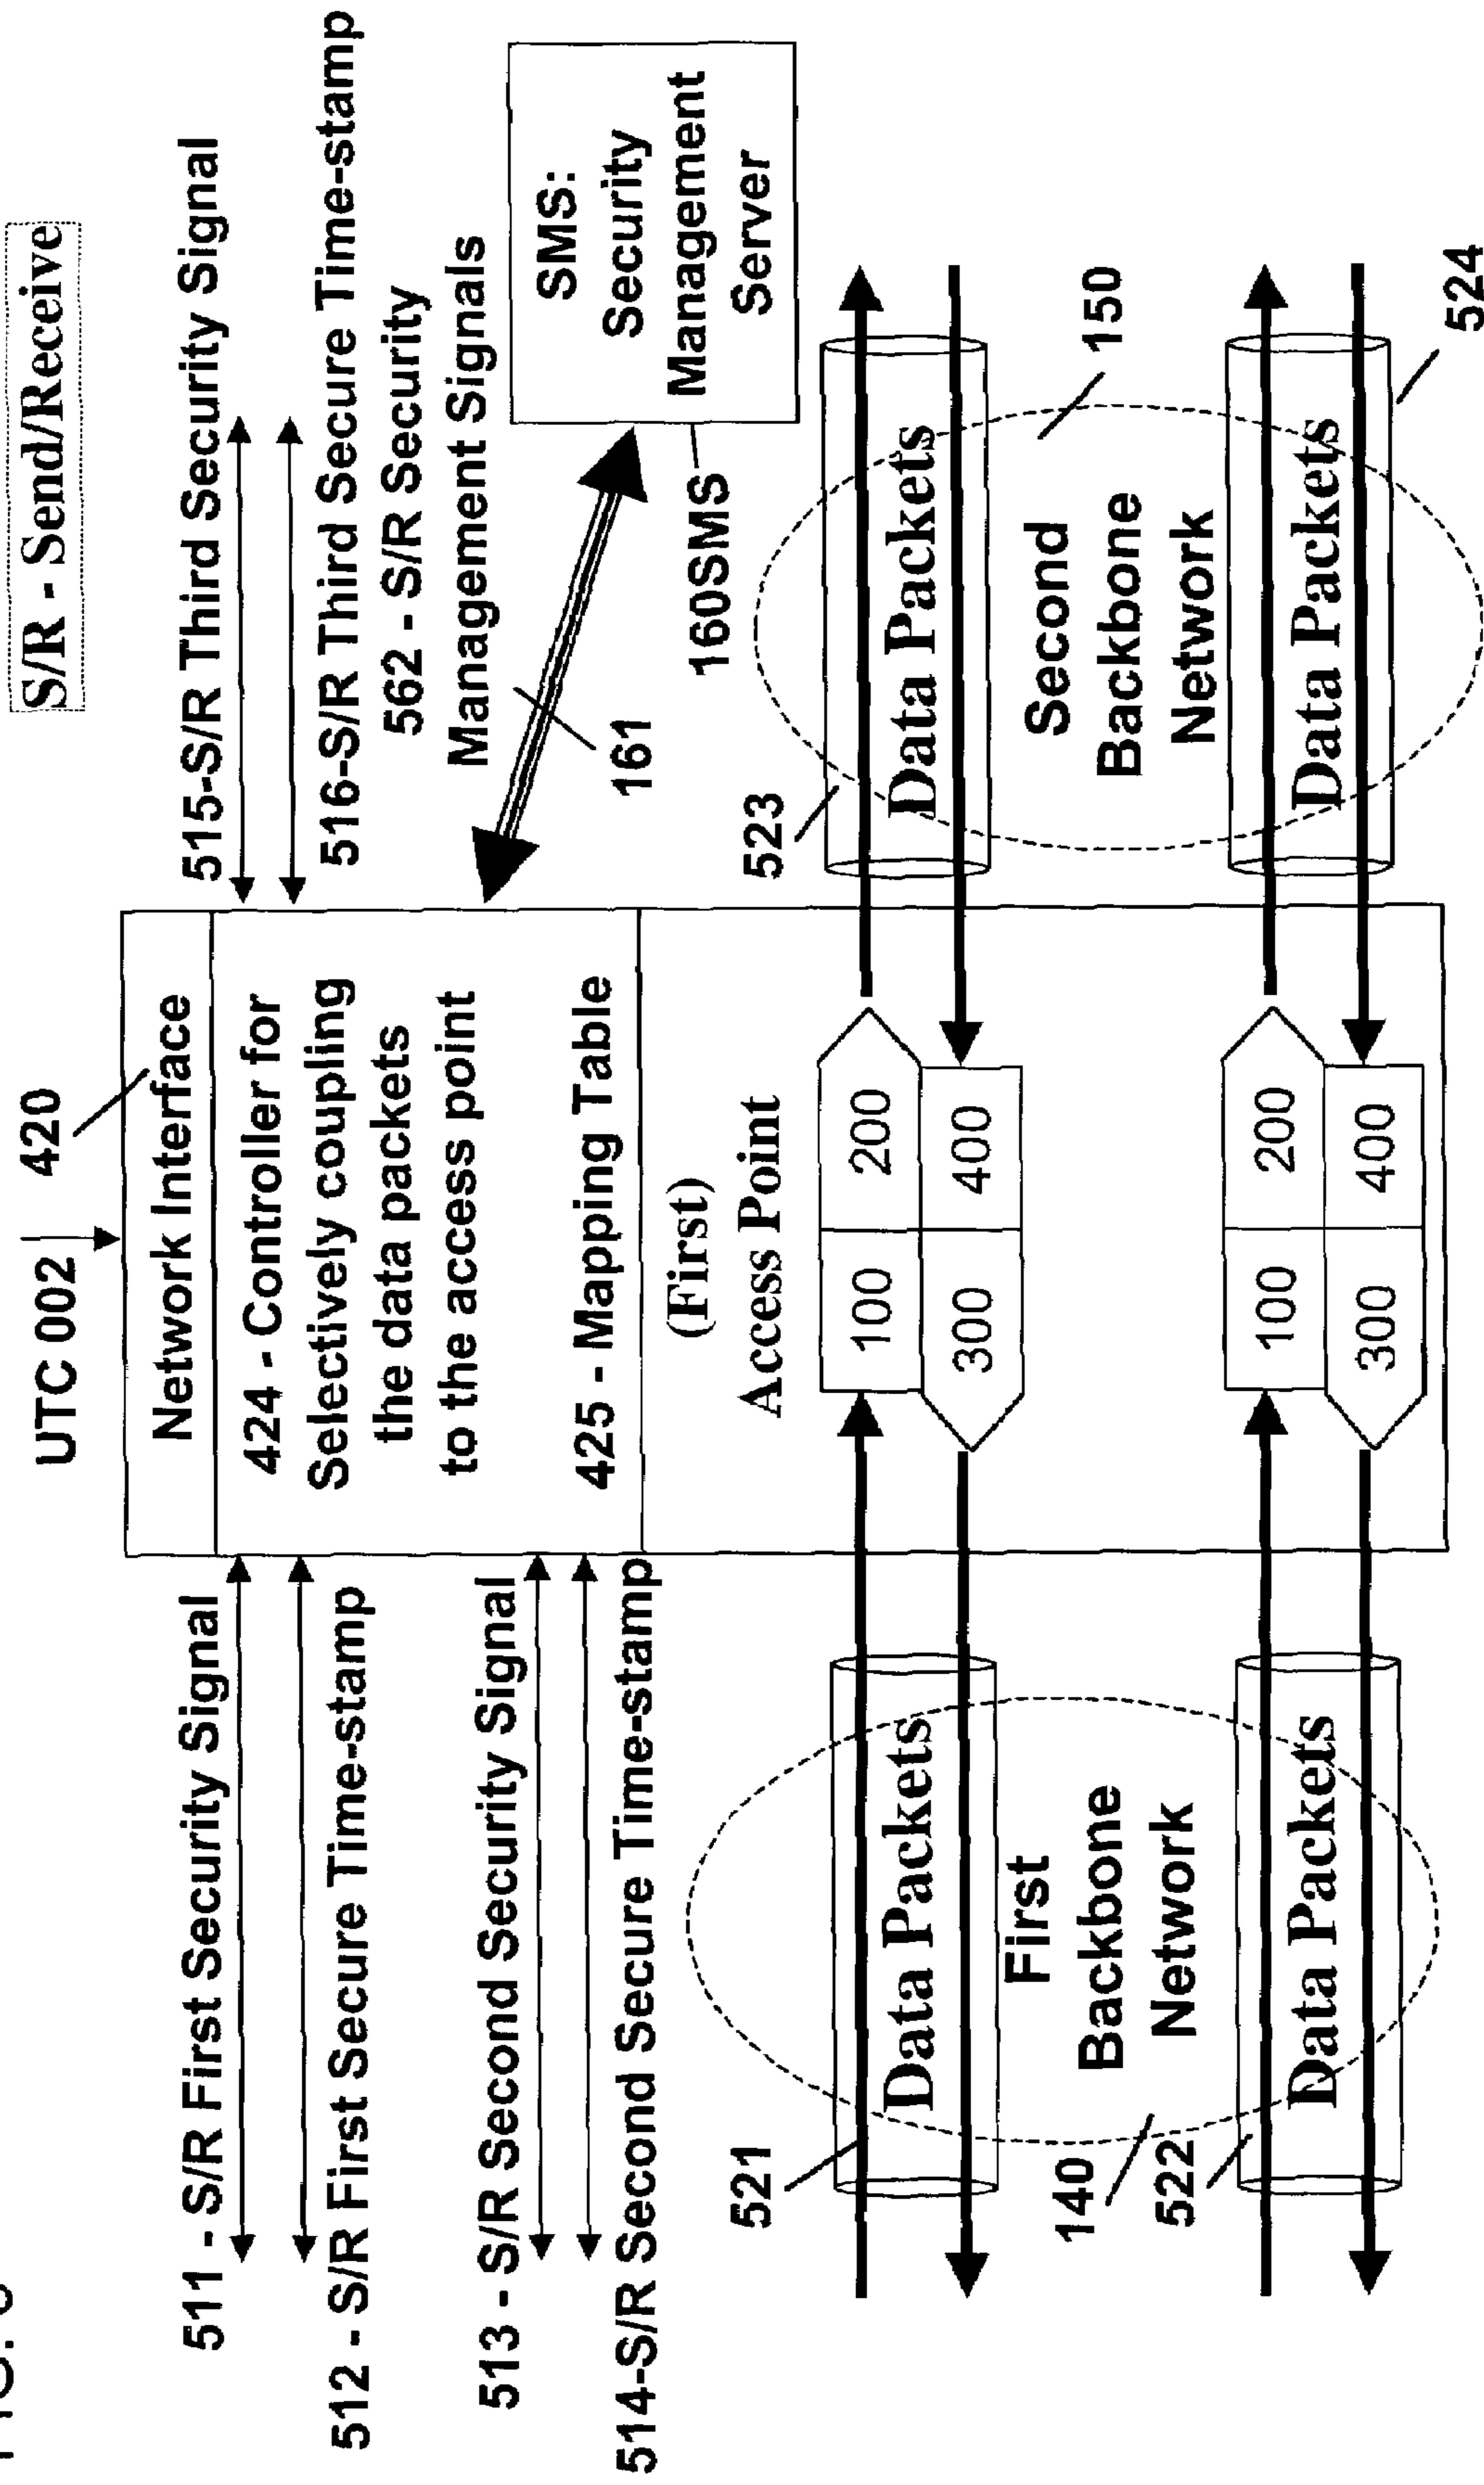 S/R - Send/Receive
UTC 002
420
511 - S/R First Security Signal
512 - S/R First Secure Time-stamp
513 - S/R Second Security Signal
514-S/R Second Secure Time-stamp
Network Interface
424 - Controller for
Selectively coupling
the data packets
to the access point
425 - Mapping Table
515-S/R Third Security Signal
516-S/R Third Secure Time-stamp
562 - S/R Security
Management Signals
161
SMS:
Security
Management
Server
160SMS
(First)
Access Point
521
Data Packets
100
200
300
400
523
Data Packets
First
Backbone
Network
140
Second
Backbone
Network
150
522
Data Packets
100
200
300
400
Data Packets
524